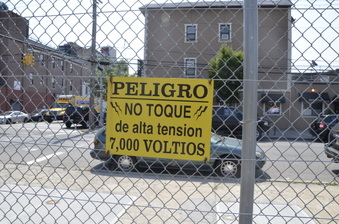 PELIGRO
NO TOQUE
de alta tension
7,000 VOLTIOS